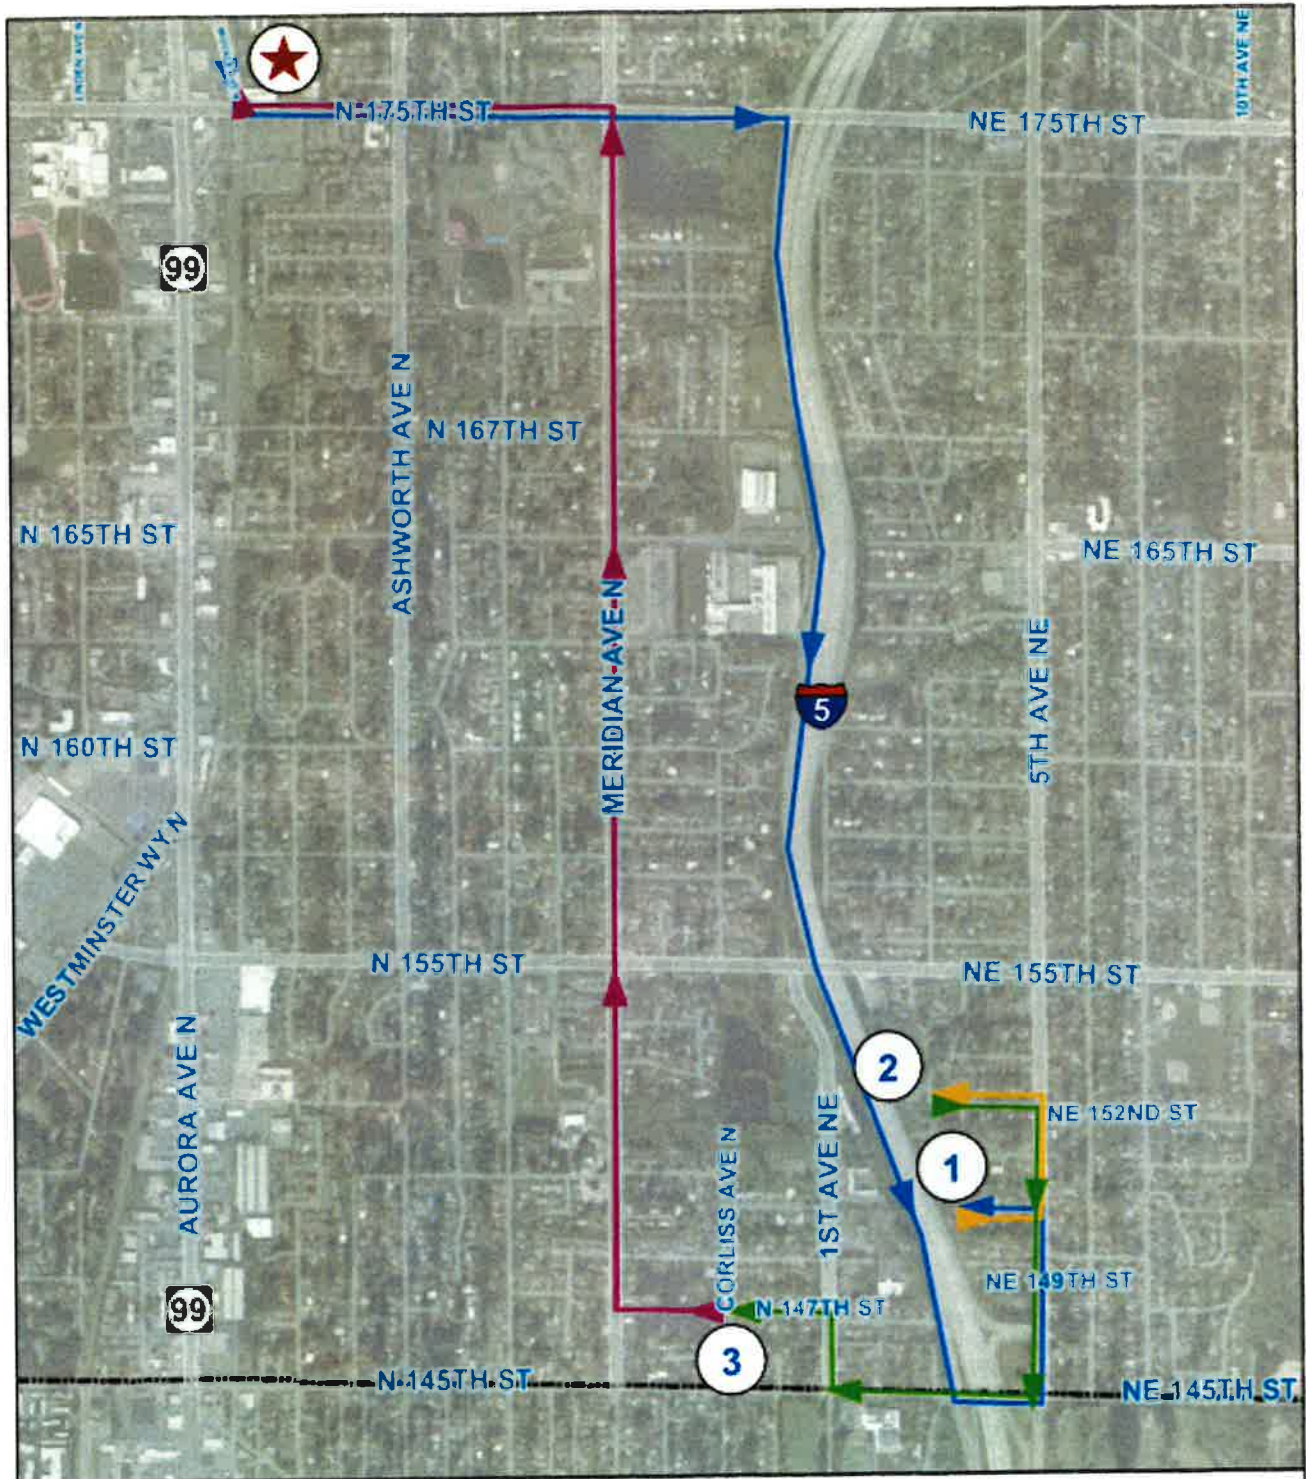 LINDEN AVE N
10TH AVE NE
N 175TH ST
NE 175TH ST
99
ASHWORTH AVE N
N 167TH ST
N 165TH ST
NE 165TH ST
MERIDIAN AVE N
5TH AVE NE
5
N 160TH ST
WESTMINSTER WY N
N 155TH ST
NE 155TH ST
AURORA AVE N
2
1ST AVE NE
NE 152ND ST
CORLISS AVE N
1
NE 149TH ST
99
N 147TH ST
3
N 145TH ST
NE 145TH ST